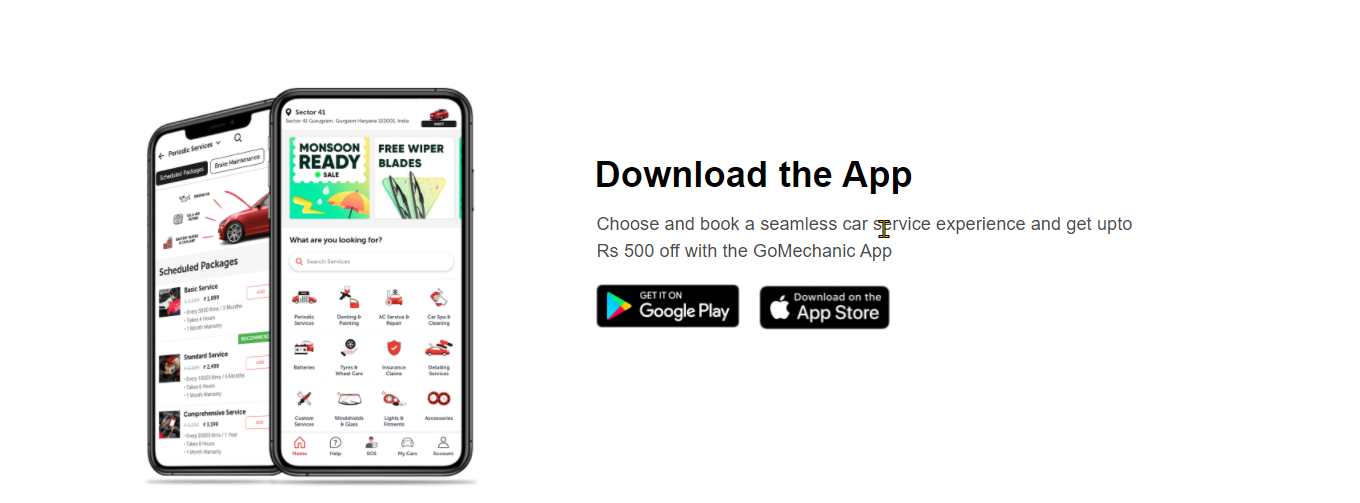 Periodic Services
Scheduled Packages
Brake Maintenance
Scheduled Packages
Basic Service
₹ 1,899
ADD
• Every 5000 Kms / 3 Months
• Takes 4 Hours
• 1 Month Warranty
RECOMMEN
Standard Service
₹ 2,499
ADD
• Every 10000 Kms / 6 Months
• Takes 6 Hours
• 1 Month Warranty
Comprehensive Service
₹ 3,199
ADD
• Every 20000 Kms / 1 Year
• Takes 8 Hours
• 1 Month Warranty
Sector 41
Sector 41 Gurugram, Gurgaon Haryana 122001, India
MONSOON
READY
SALE
FREE WIPER
BLADES
What are you looking for?
Search Services
Periodic
Services
Denting &
Painting
AC Service &
Repair
Car Spa &
Cleaning
Batteries
Tyres &
Wheel Care
Insurance
Claims
Detailing
Services
Custom
Services
Windshields
& Glass
Lights &
Fitments
Accessories
Home
Help
SOS
My Cars
Account
Download the App
Choose and book a seamless car service experience and get upto
Rs 500 off with the GoMechanic App
GET IT ON
Google Play
Download on the
App Store